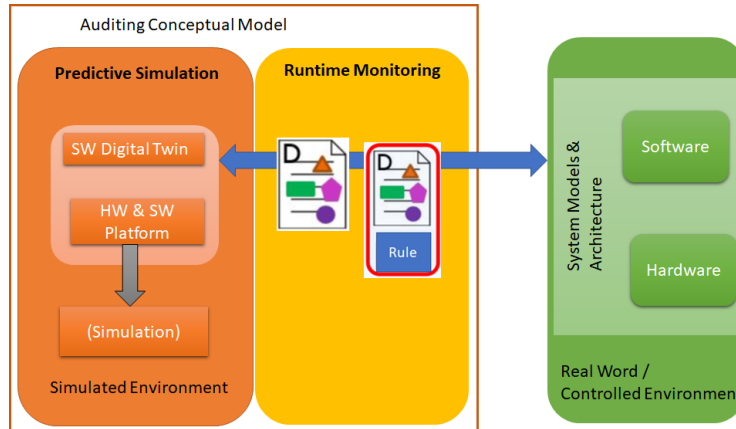 Auditing Conceptual Model
Predictive Simulation
Runtime Monitoring
SW Digital Twin
HW & SW
Platform
(Simulation)
Simulated Environment
D
D
Rule
System Models &
Architecture
Software
Hardware
Real Word /
Controlled Environment